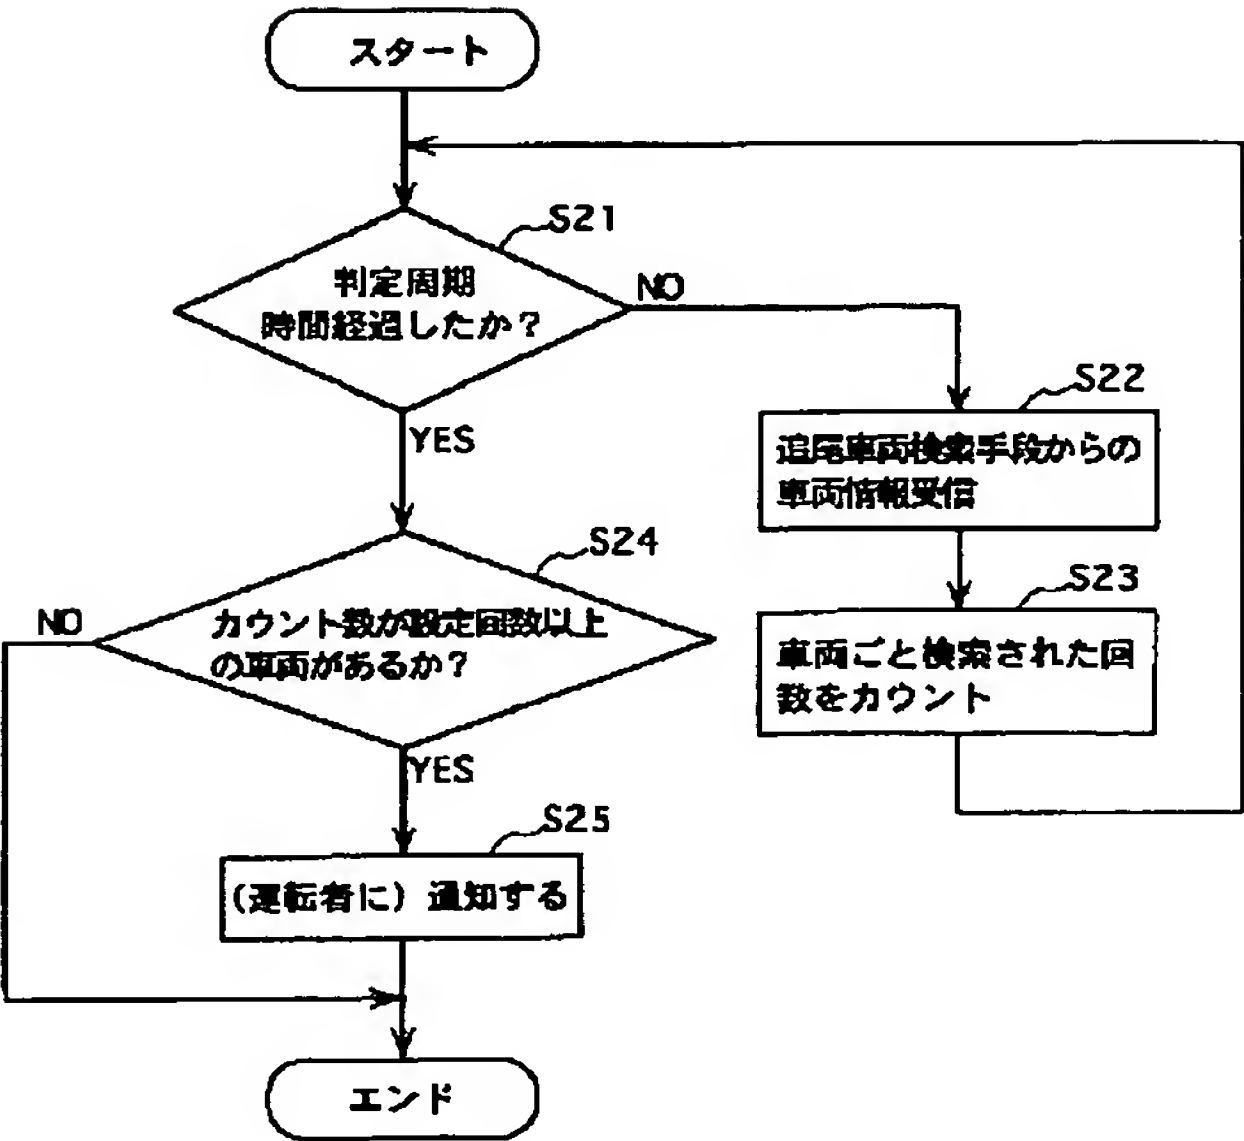 スタート
S21
判定周期
時間経過したか？
NO
YES
S22
追尾車両検索手段からの
車両情報受信
S23
車両ごと検索された回
数をカウント
S24
カウント数が設定回数以上
の車両があるか？
NO
YES
S25
(運転者に) 通知する
エンド